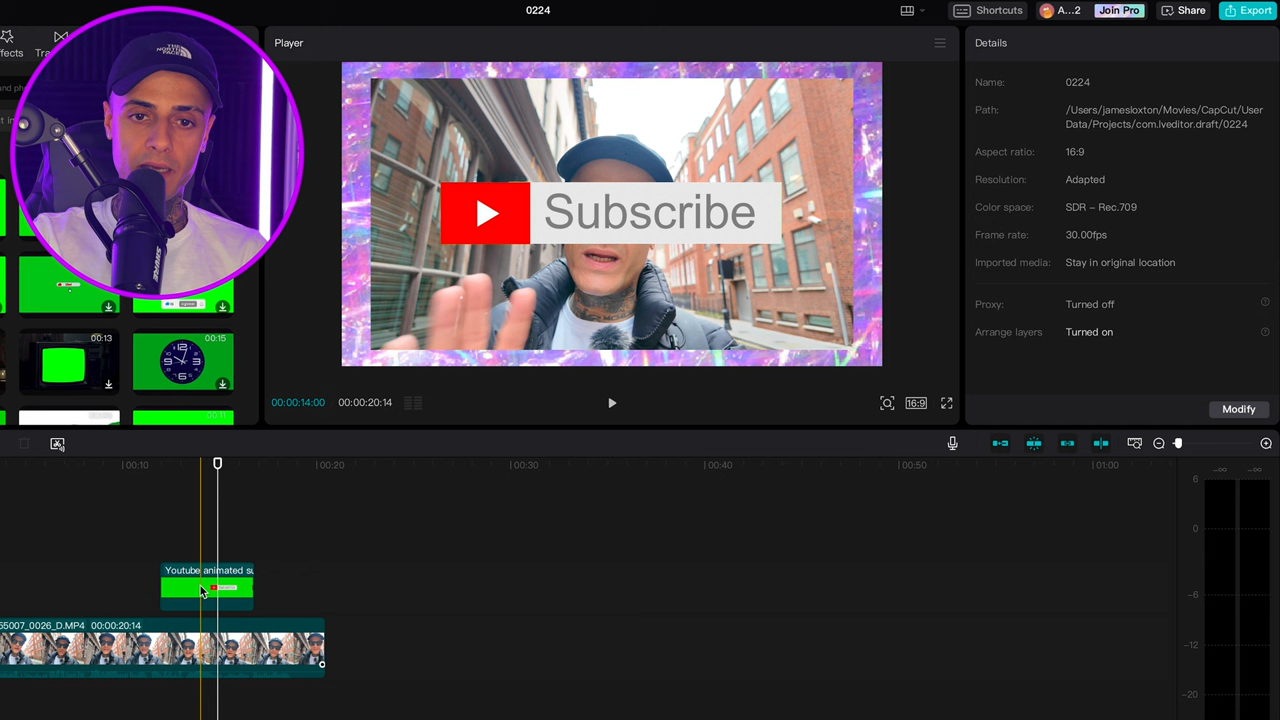 0224
Shortcuts
A...2
Join Pro
Share
Export
THE
NORTH
FACE
Player
Details
Name: 0224
Path: /Users/jamesloxton/Movies/CapCut/User
Data/Projects/com.lveditor.draft/0224
Aspect ratio: 16:9
Resolution: Adapted
Color space: SDR – Rec.709
Frame rate: 30.00fps
Imported media: Stay in original location
Proxy: Turned off
Arrange layers Turned on
Modify
Subscribe
SHURE
00:13
00:15
00:00:14:00
00:00:20:14
16:9
00:10
00:20
00:30
00:40
00:50
01:00
6
0
-6
-12
-20
Youtube animated su
55007_0026_D.MP4 00:00:20:14